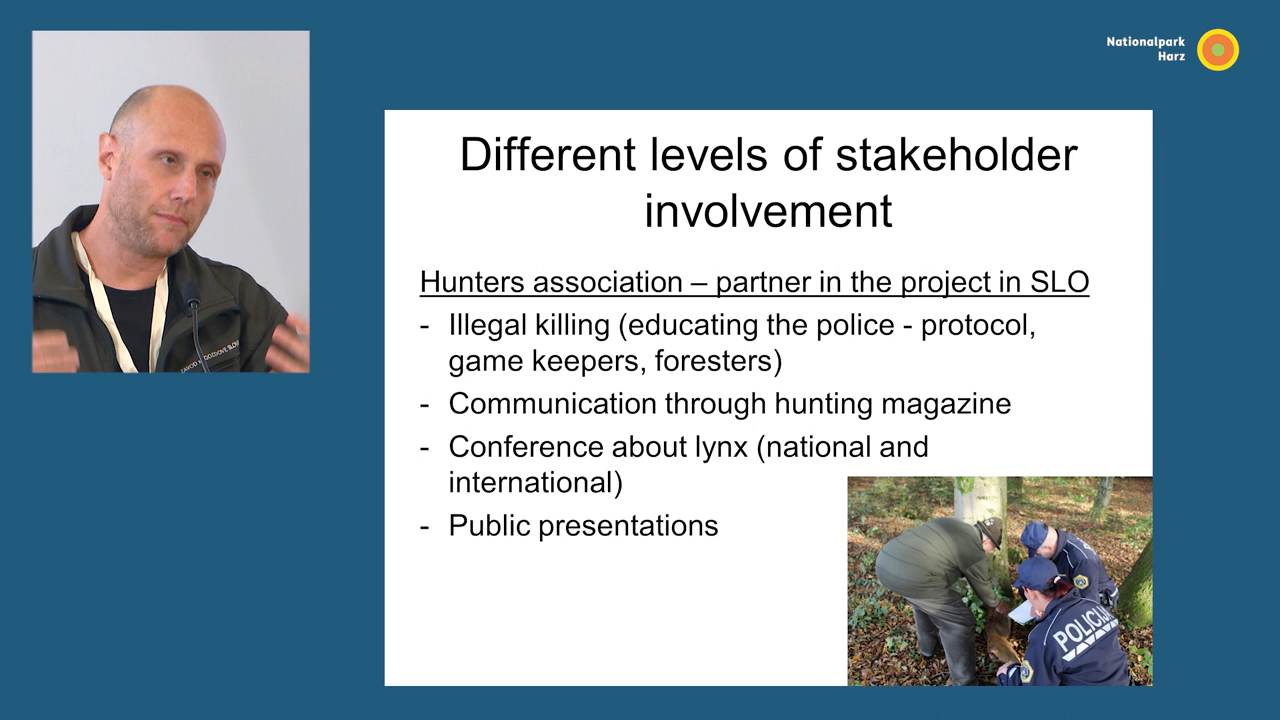 Nationalpark
Harz
Different levels of stakeholder
involvement
Hunters association – partner in the project in SLO
- Illegal killing (educating the police - protocol,
game keepers, foresters)
- Communication through hunting magazine
- Conference about lynx (national and
international)
- Public presentations
POLICIJA